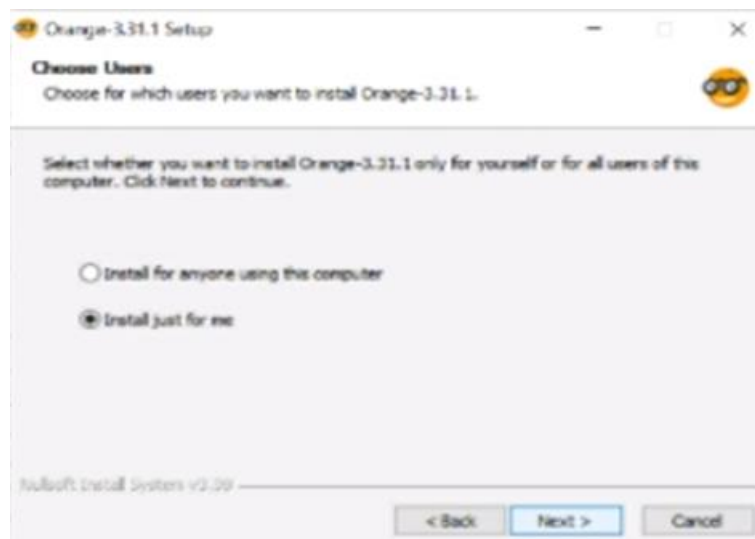 Orange-3.31.1 Setup
Choose Users
Choose for which users you want to install Orange-3.31.1.
Select whether you want to install Orange-3.31.1 only for yourself or for all users of this
computer. Click Next to continue.
Install for anyone using this computer
Install just for me
Nullsoft Install System
< Back Next > Cancel